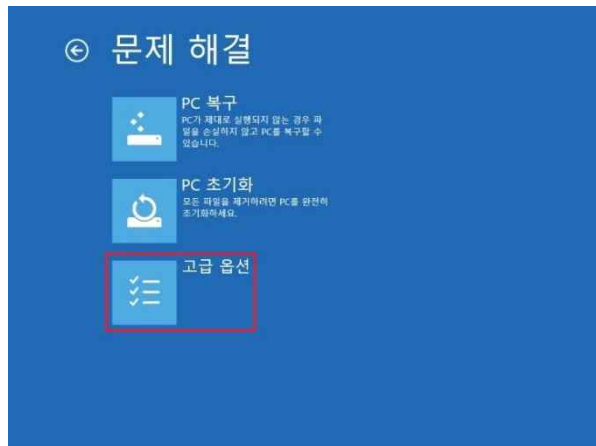 문제 해결
PC 복구
PC가 제대로 실행되지 않는 경우 파
일을 손실하지 않고 PC를 복구할 수
있습니다.
PC 초기화
모든 파일을 제거하려면 PC를 완전히
초기화하세요.
고급 옵션